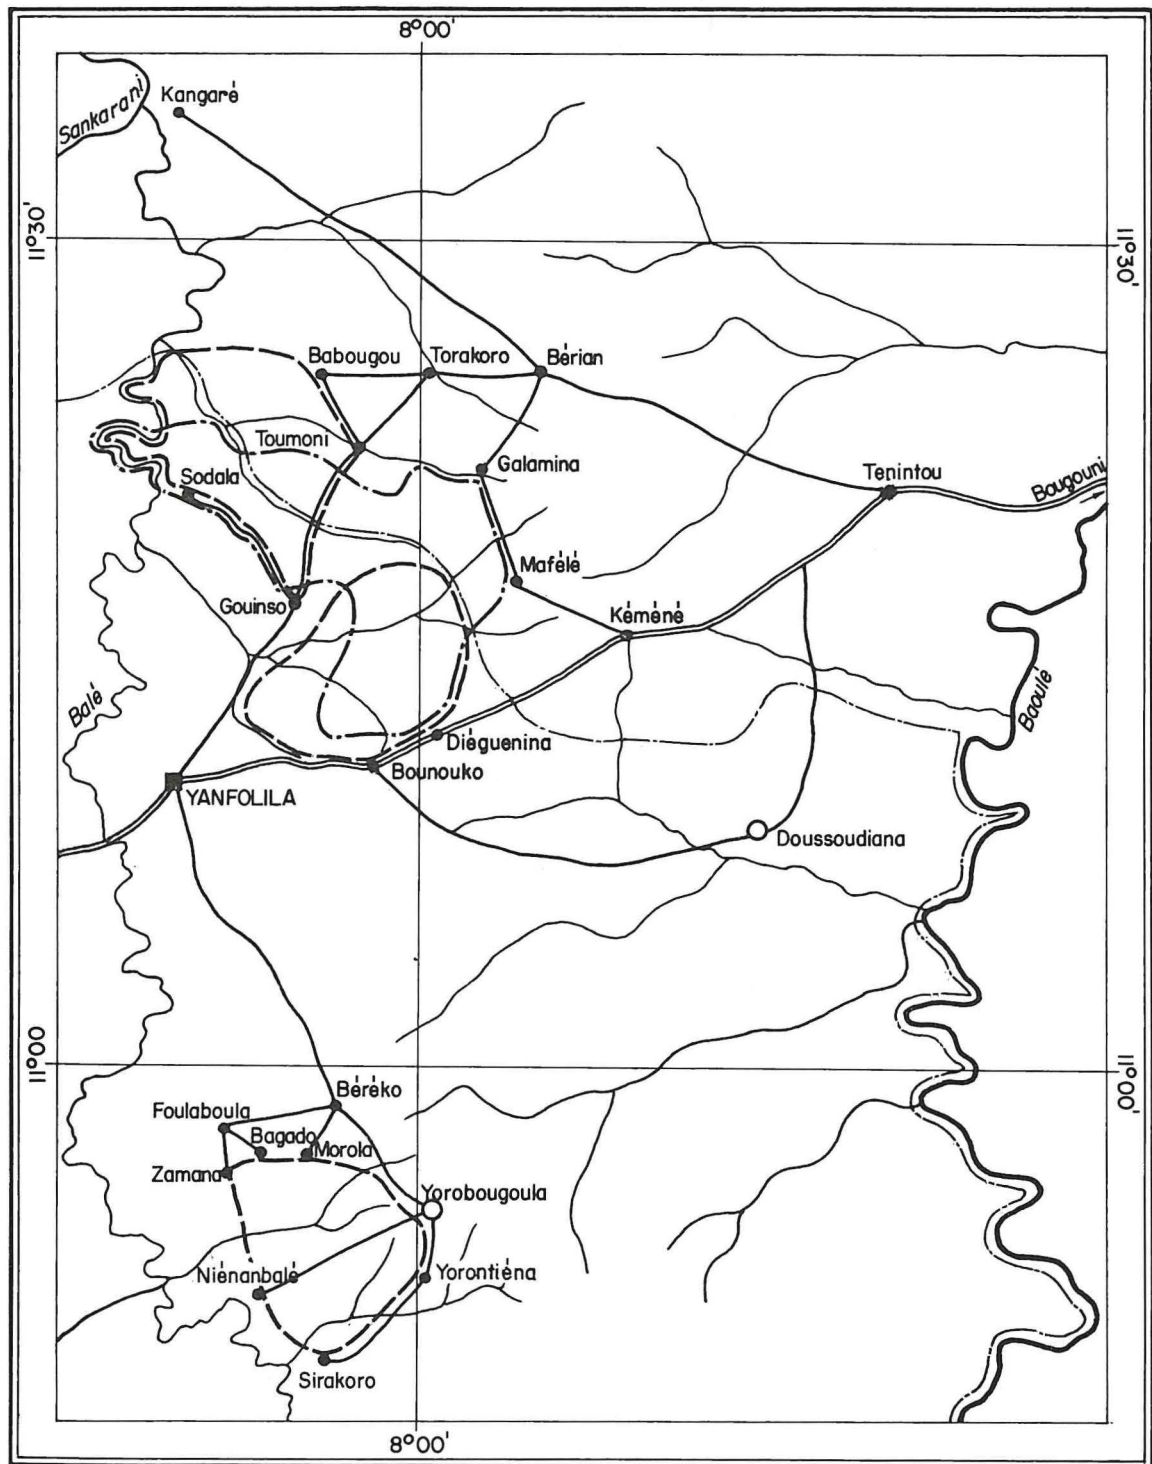 8°00'
Kangaré
Sankarani
11°30'
11°30'
Babougou
Torakoro
Bérian
Toumoni
Galamina
Tenintou
Bougouni
Sodala
Mafélé
Gouinso
Kéméné
Balé
Baoulé
Diéguenina
Bounouko
YANFOLILA
Doussoudiana
11°00
11°00'
Béréko
Foulaboula
Bagado
Morola
Zamana
Yorobougoula
Niénanbalé
Yorontiéna
Sirakoro
8°00'